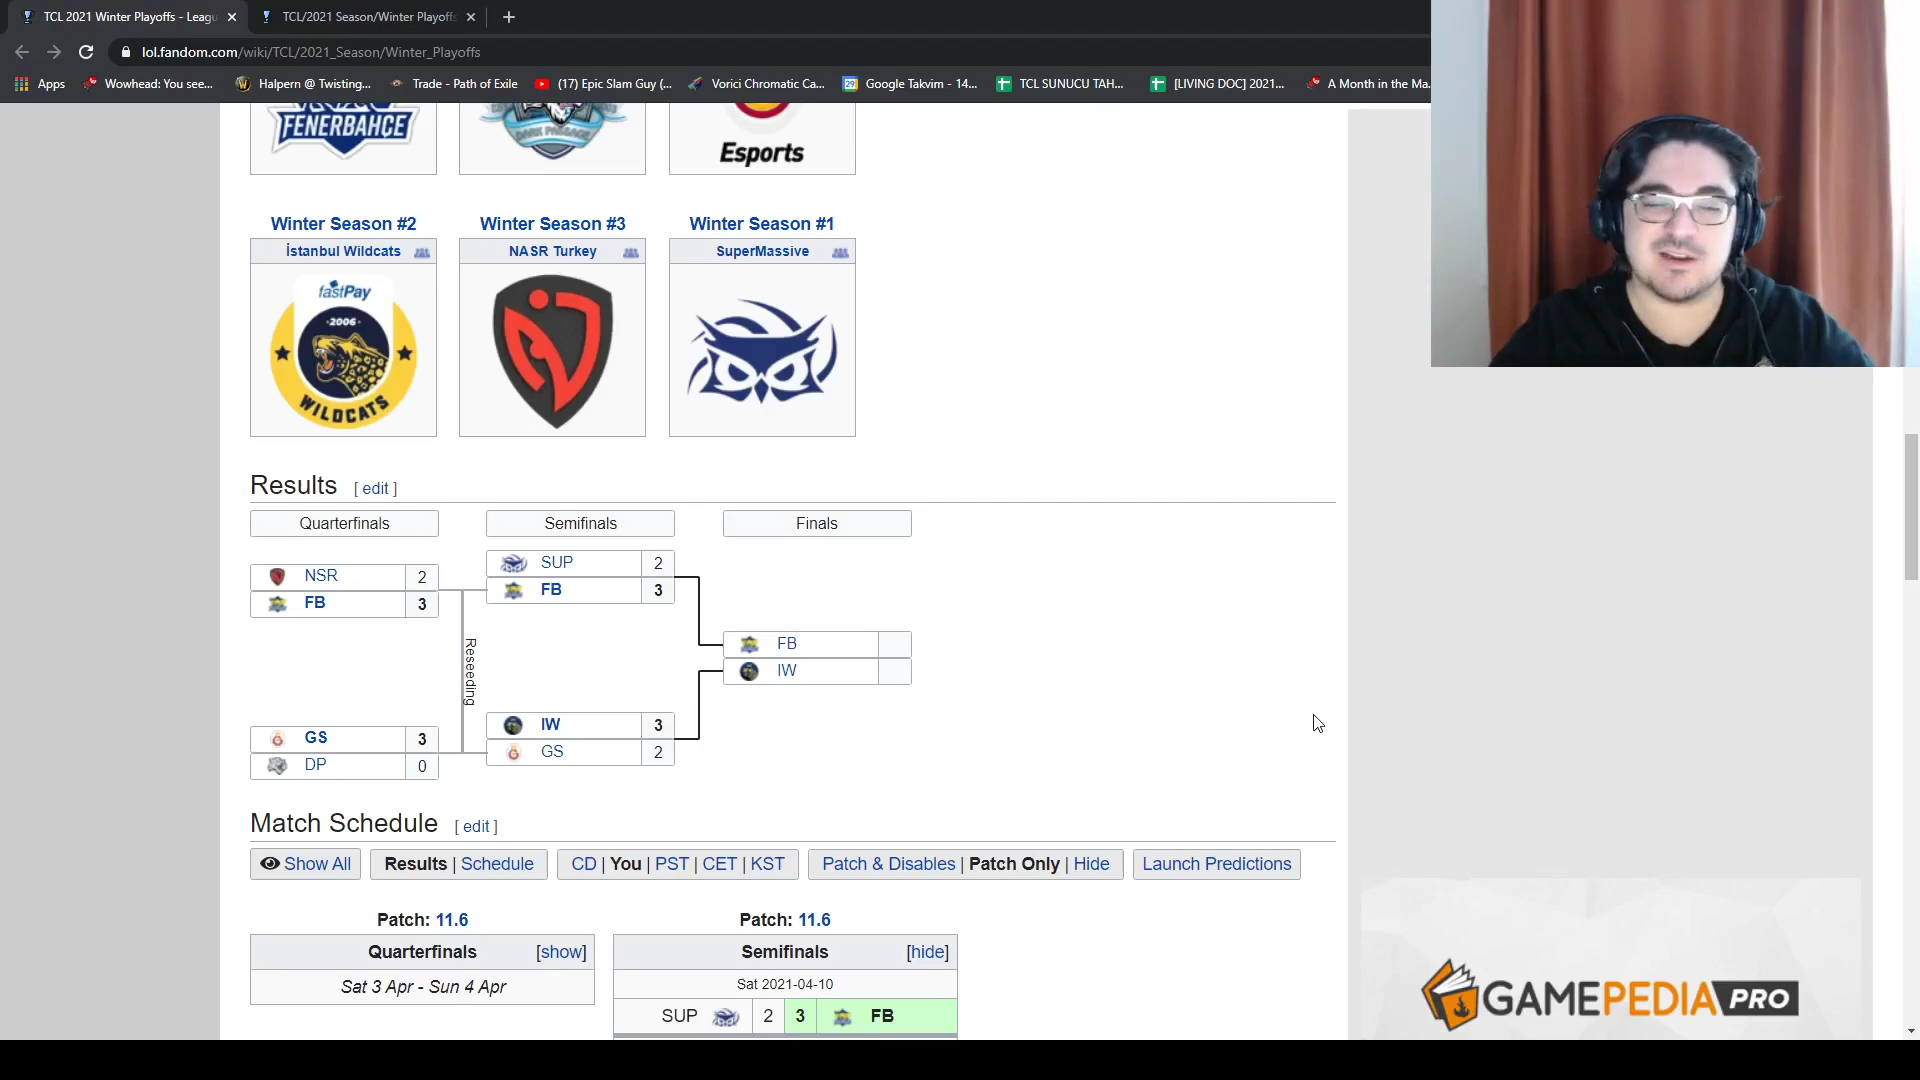 TCL 2021 Winter Playoffs - Leagu
TCL/2021 Season/Winter Playoffs
lol.fandom.com/wiki/TCL/2021_Season/Winter_Playoffs
Apps
Wowhead: You see...
Halpern @ Twisting...
Trade - Path of Exile
(17) Epic Slam Guy (...
Vorici Chromatic Ca...
Google Takvim - 14...
TCL SUNUCU TAH...
[LIVING DOC] 2021...
A Month in the Ma...
FENERBAHÇE
DARK PASSAGE
Esports
Winter Season #2
Winter Season #3
Winter Season #1
İstanbul Wildcats
NASR Turkey
SuperMassive
fastPay
2006
WILDCATS
Results [ edit ]
Quarterfinals
Semifinals
Finals
NSR 2
FB 3
GS 3
DP 0
Reseeding
SUP 2
FB 3
IW 3
GS 2
FB
IW
Match Schedule [ edit ]
Show All
Results | Schedule
CD | You | PST | CET | KST
Patch & Disables | Patch Only | Hide
Launch Predictions
Patch: 11.6
Quarterfinals [show]
Sat 3 Apr - Sun 4 Apr
Patch: 11.6
Semifinals [hide]
Sat 2021-04-10
SUP 2 3 FB
GAMEPEDIA PRO